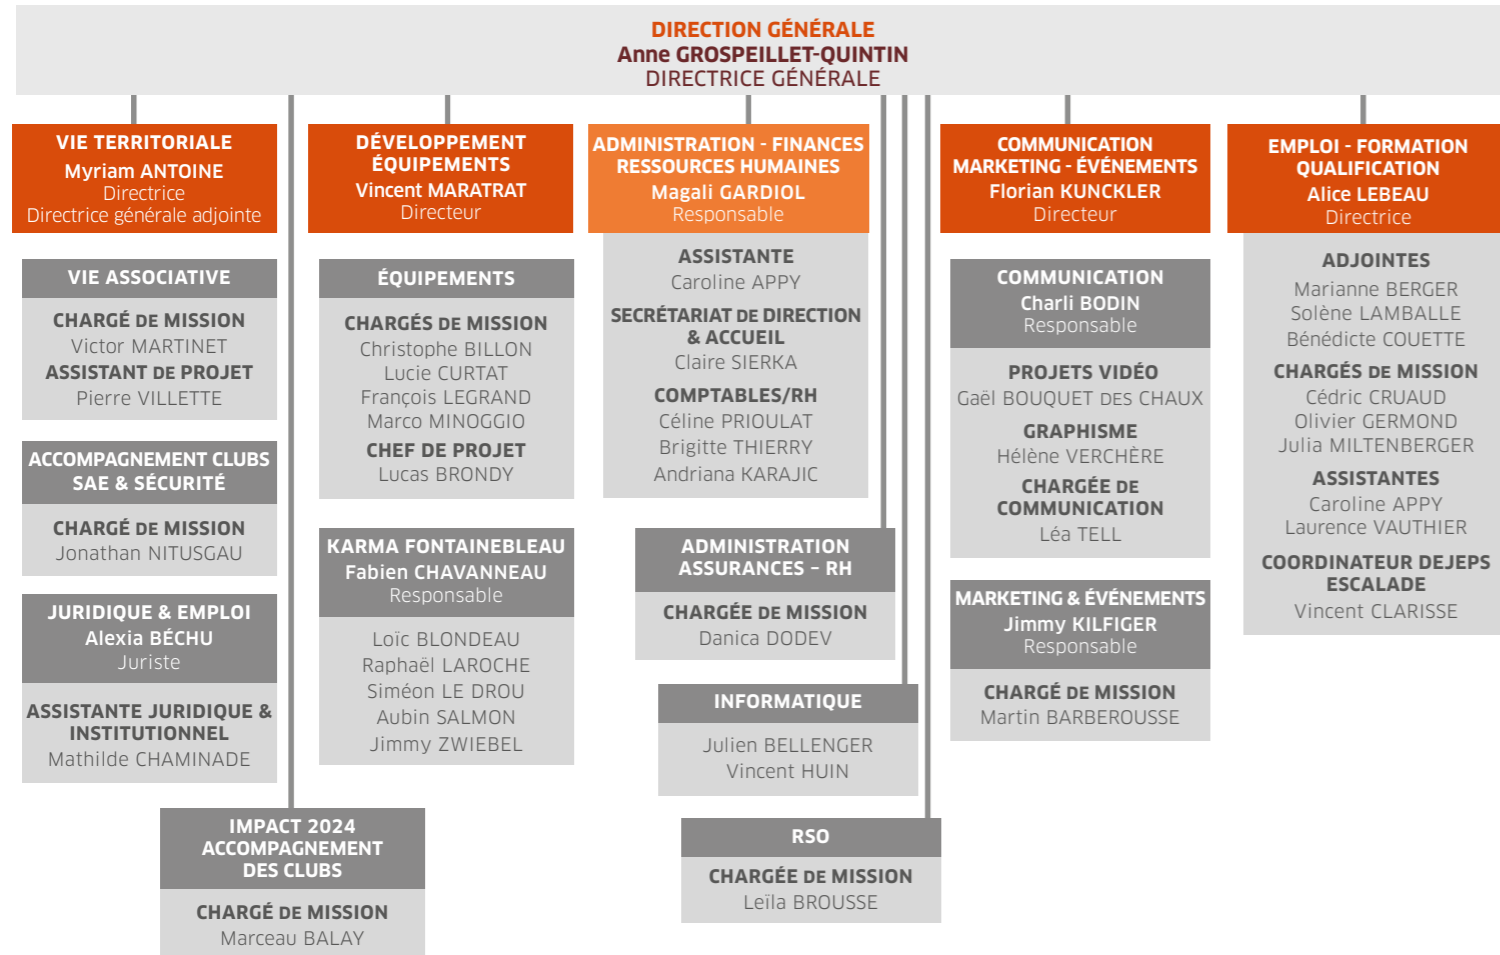 DIRECTION GÉNÉRALE
Anne GROSPEILLET-QUINTIN
DIRECTRICE GÉNÉRALE
VIE TERRITORIALE
Myriam ANTOINE
Directrice
Directrice générale adjointe
VIE ASSOCIATIVE
CHARGÉ DE MISSION
Victor MARTINET
ASSISTANT DE PROJET
Pierre VILLETTE
ACCOMPAGNEMENT CLUBS
SAE & SÉCURITÉ
CHARGÉ DE MISSION
Jonathan NITUSGAU
JURIDIQUE & EMPLOI
Alexia BÉCHU
Juriste
ASSISTANTE JURIDIQUE &
INSTITUTIONNEL
Mathilde CHAMINADE
IMPACT 2024
ACCOMPAGNEMENT
DES CLUBS
CHARGÉ DE MISSION
Marceau BALAY
DÉVELOPPEMENT
ÉQUIPEMENTS
Vincent MARATRAT
Directeur
ÉQUIPEMENTS
CHARGÉS DE MISSION
Christophe BILLON
Lucie CURTAT
François LEGRAND
Marco MINOGGIO
CHEF DE PROJET
Lucas BRONDY
KARMA FONTAINEBLEAU
Fabien CHAVANNEAU
Responsable
Loïc BLONDEAU
Raphaël LAROCHE
Siméon LE DROU
Aubin SALMON
Jimmy ZWIEBEL
ADMINISTRATION - FINANCES
RESSOURCES HUMAINES
Magali GARDIOL
Responsable
ASSISTANTE
Caroline APPY
SECRÉTARIAT DE DIRECTION
& ACCUEIL
Claire SIERKA
COMPTABLES/RH
Céline PRIOULAT
Brigitte THIERRY
Andriana KARAJIC
ADMINISTRATION
ASSURANCES – RH
CHARGÉE DE MISSION
Danica DODEV
INFORMATIQUE
Julien BELLENGER
Vincent HUIN
RSO
CHARGÉE DE MISSION
Leïla BROUSSE
COMMUNICATION
MARKETING - ÉVÉNEMENTS
Florian KUNCKLER
Directeur
COMMUNICATION
Charli BODIN
Responsable
PROJETS VIDÉO
Gaël BOUQUET DES CHAUX
GRAPHISME
Hélène VERCHÈRE
CHARGÉE DE
COMMUNICATION
Léa TELL
MARKETING & ÉVÉNEMENTS
Jimmy KILFIGER
Responsable
CHARGÉ DE MISSION
Martin BARBEROUSSE
EMPLOI - FORMATION
QUALIFICATION
Alice LEBEAU
Directrice
ADJOINTES
Marianne BERGER
Solène LAMBALLE
Bénédicte COUETTE
CHARGÉS DE MISSION
Cédric CRUAUD
Olivier GERMOND
Julia MILTENBERGER
ASSISTANTES
Caroline APPY
Laurence VAUTHIER
COORDINATEUR DEJEPS
ESCALADE
Vincent CLARISSE